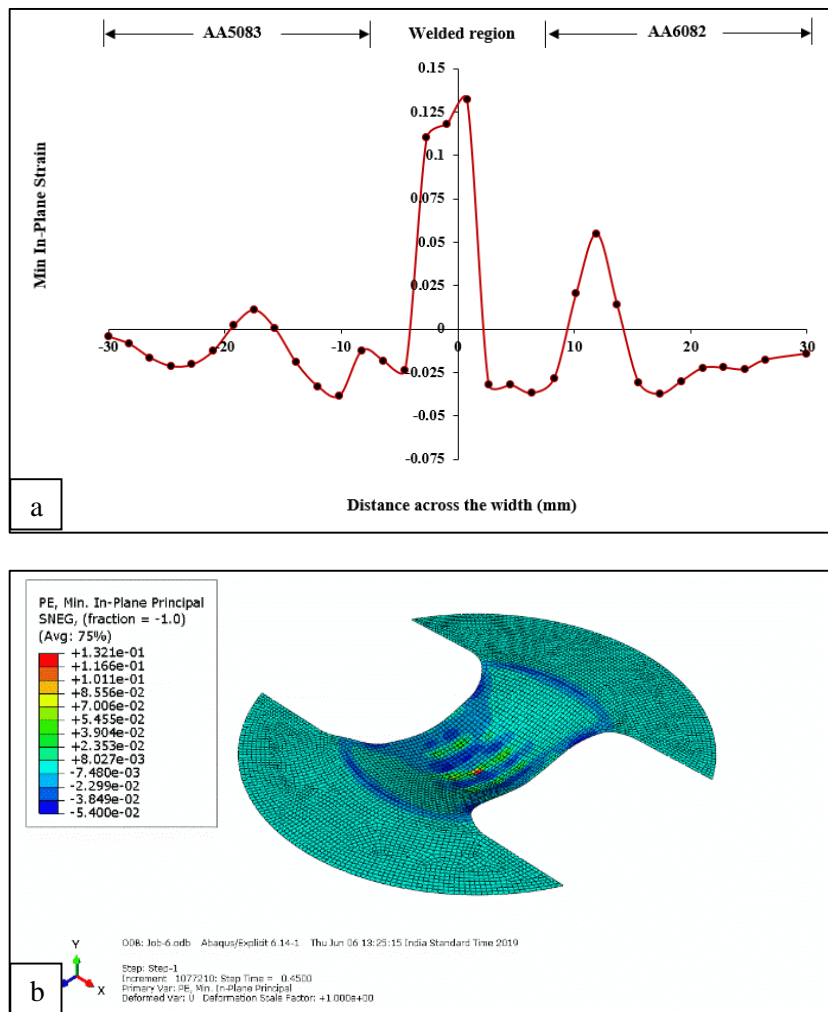 AA5083 Welded region AA6082
0.15
0.125
0.1
0.075
0.05
0.025
0
-0.025
-0.05
-0.075
-30 -20 -10 0 10 20 30
Min In-Plane Strain
Distance across the width (mm)
a
PE, Min. In-Plane Principal
SNEG, (fraction = -1.0)
(Avg: 75%)
+1.321e-01
+1.166e-01
+1.011e-01
+8.556e-02
+7.006e-02
+5.455e-02
+3.904e-02
+2.353e-02
+8.027e-03
-7.480e-03
-2.299e-02
-3.849e-02
-5.400e-02
ODB: Job-6.odb Abaqus/Explicit 6.14-1 Thu Jun 06 13:25:15 India Standard Time 2019
Y
X
Step: Step-1
Increment 1077210: Step Time = 0.4500
Primary Var: PE, Min. In-Plane Principal
Deformed Var: U Deformation Scale Factor: +1.000e+00
b